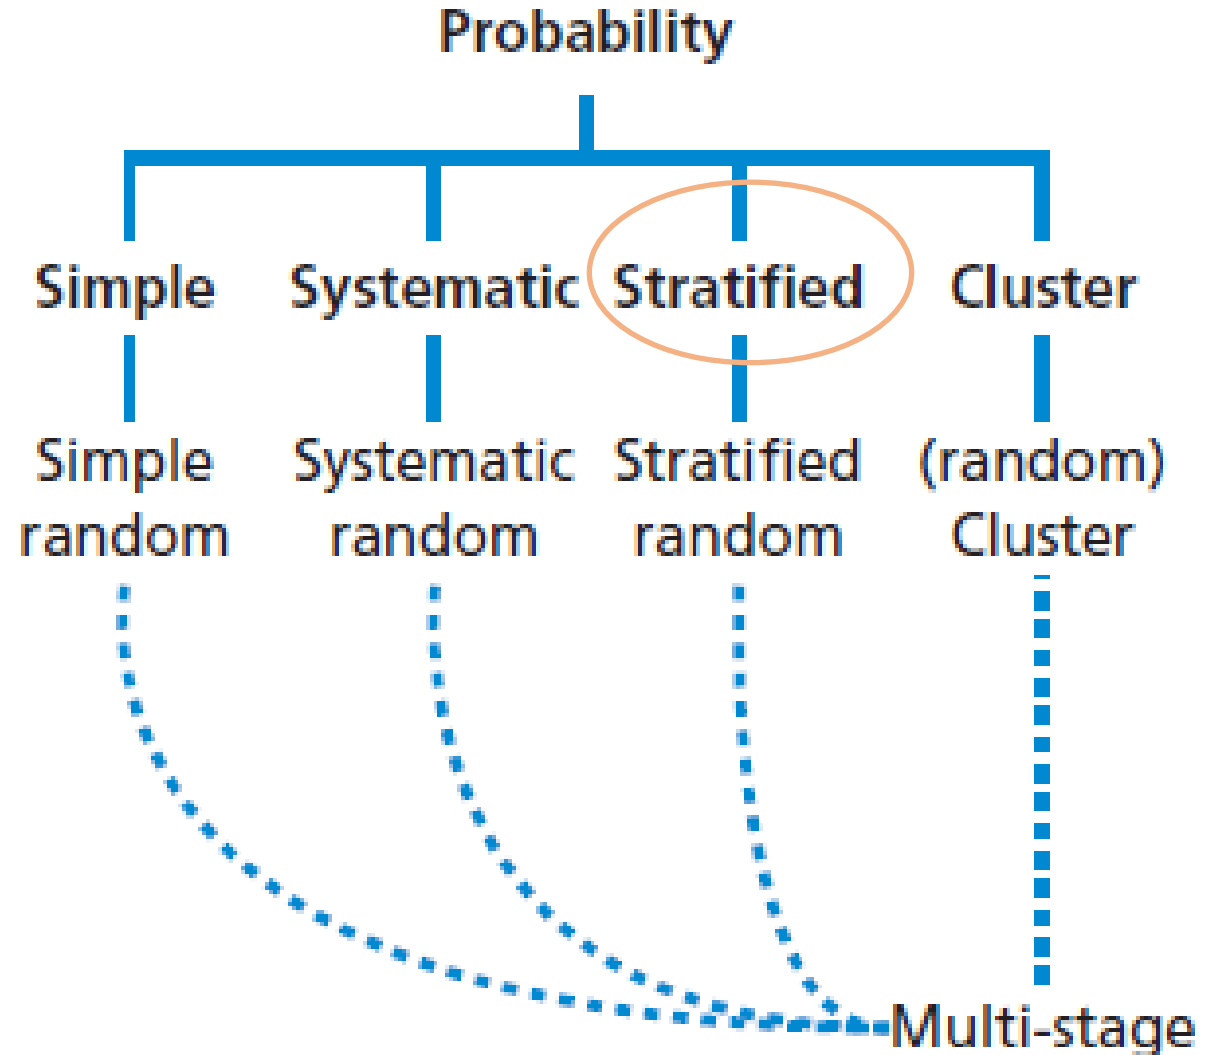 Probability
Simple Systematic Stratified Cluster
Simple random
Systematic random
Stratified random
(random) Cluster
Multi-stage